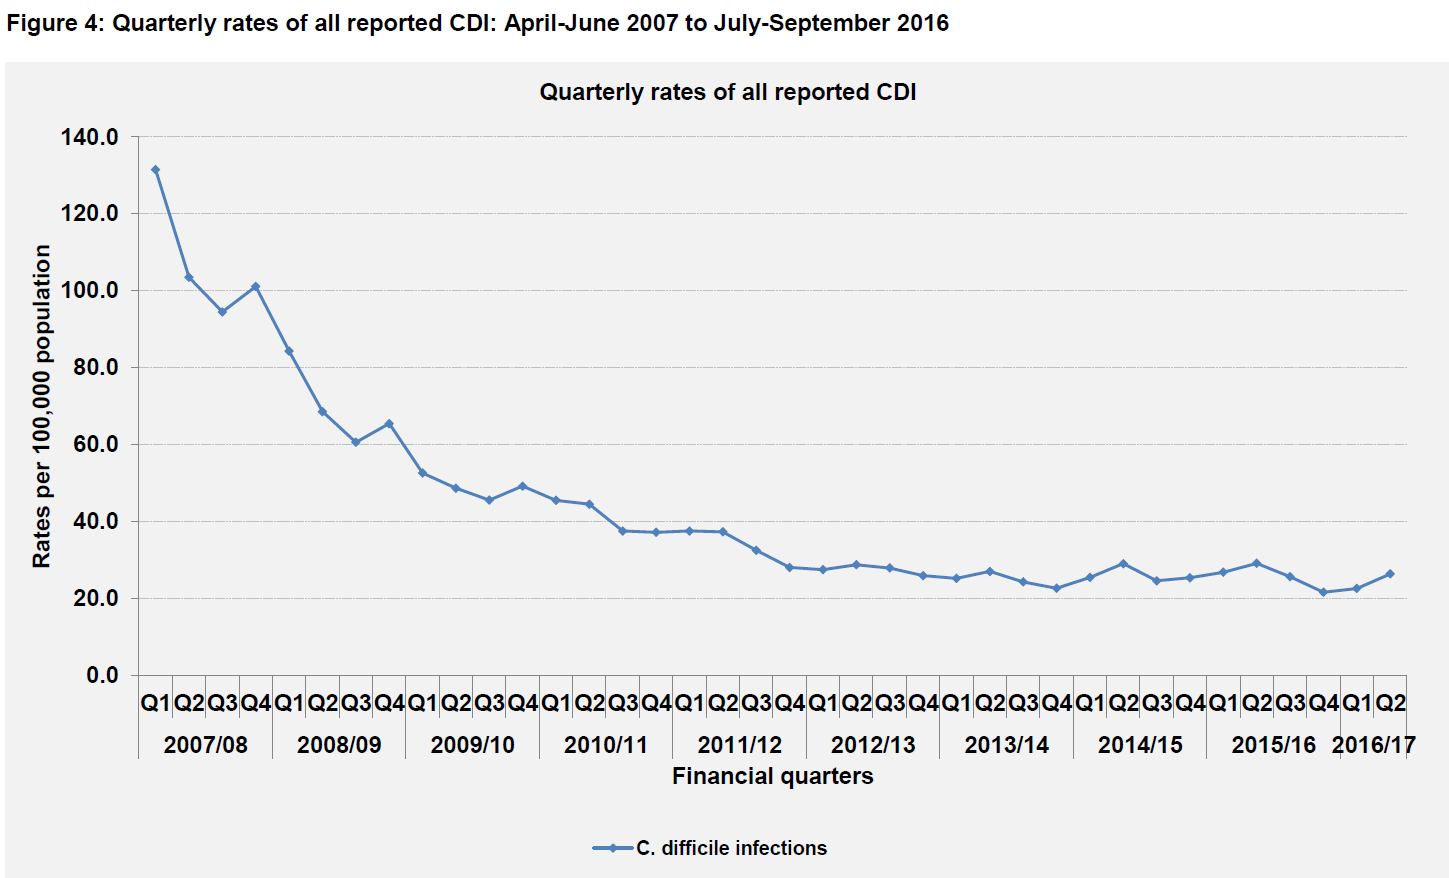 Figure 4: Quarterly rates of all reported CDI: April-June 2007 to July-September 2016
Quarterly rates of all reported CDI
140.0
120.0
100.0
80.0
60.0
40.0
20.0
0.0
Rates per 100,000 population
Q1 Q2 Q3 Q4 Q1 Q2 Q3 Q4 Q1 Q2 Q3 Q4 Q1 Q2 Q3 Q4 Q1 Q2 Q3 Q4 Q1 Q2 Q3 Q4 Q1 Q2 Q3 Q4 Q1 Q2 Q3 Q4 Q1 Q2 Q3 Q4 Q1 Q2
2007/08 2008/09 2009/10 2010/11 2011/12 2012/13 2013/14 2014/15 2015/16 2016/17
Financial quarters
C. difficile infections